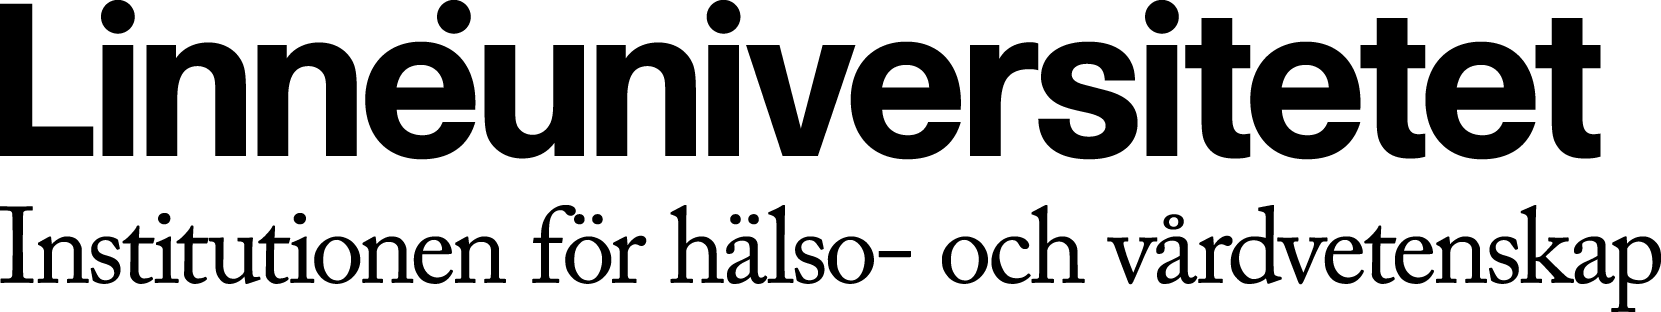 Linnéuniversitetet
Institutionen för hälso- och vårdvetenskap